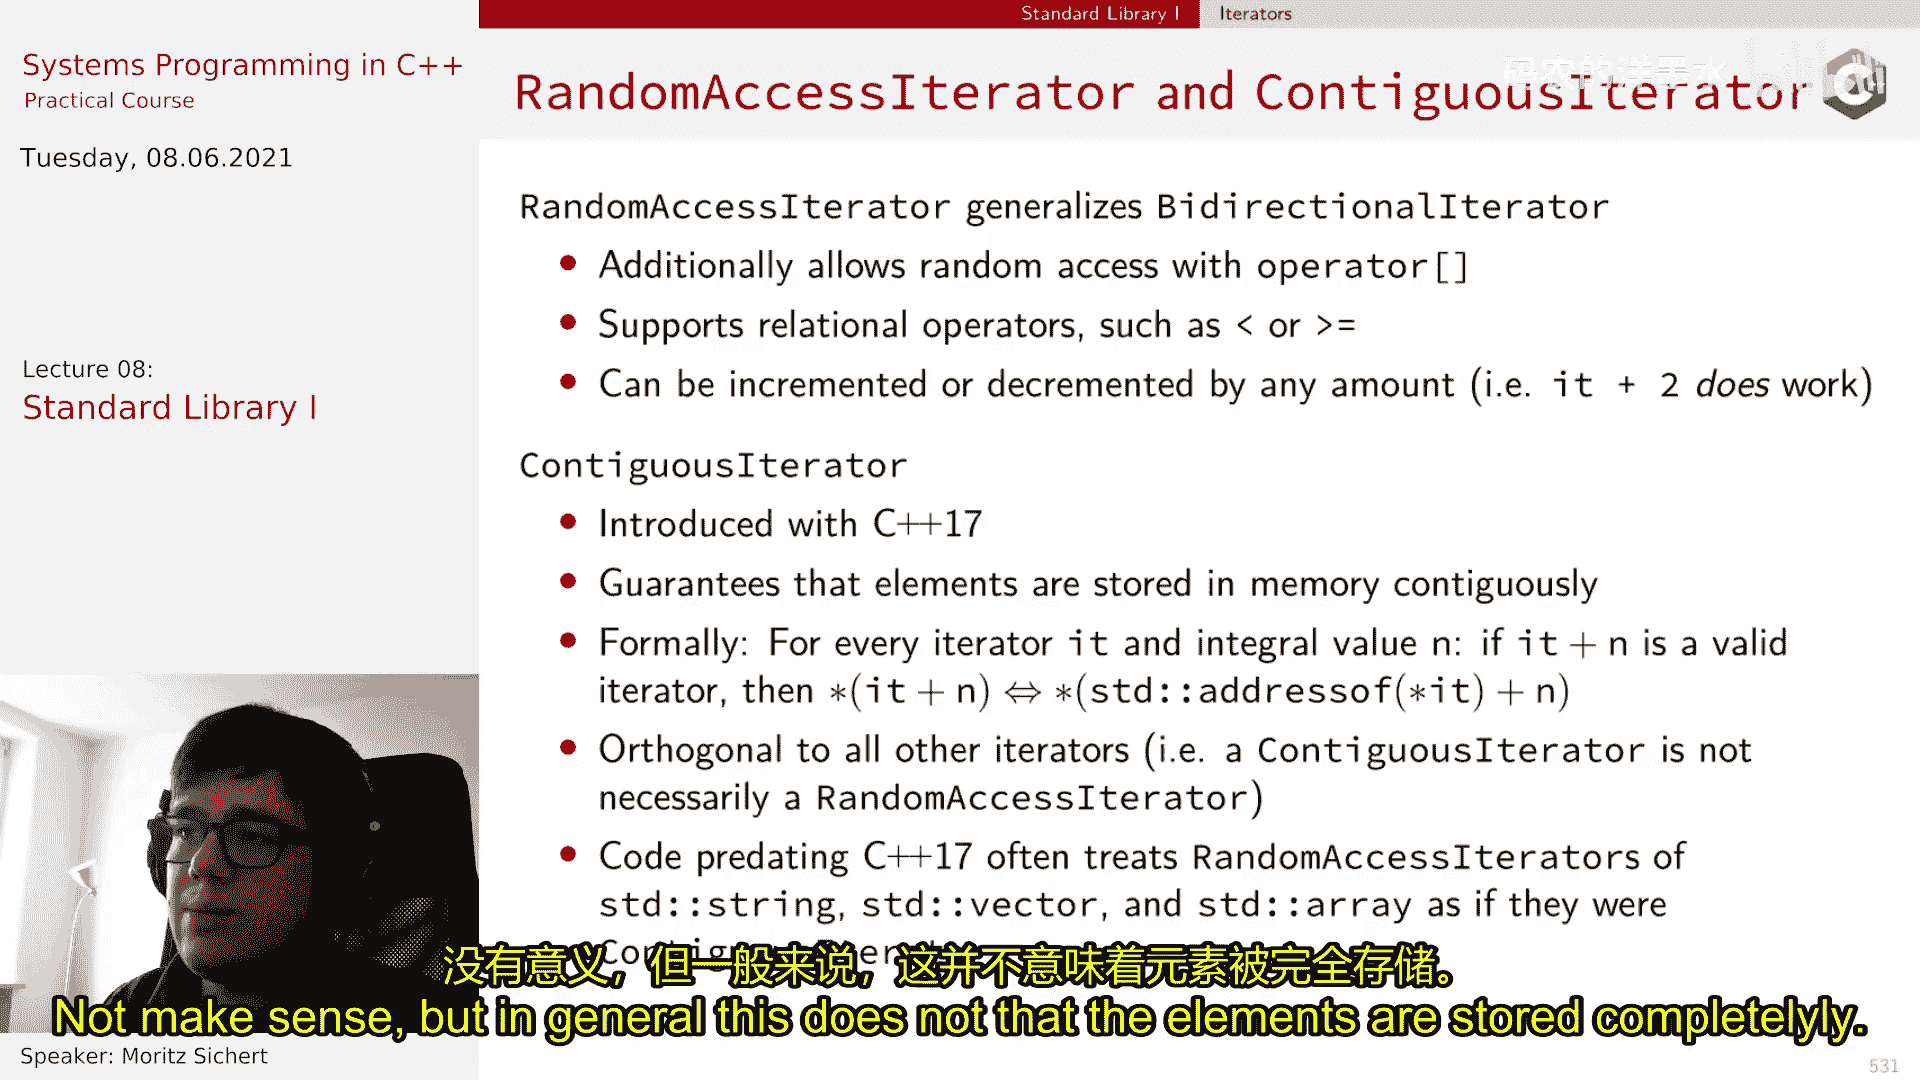 Standard Library I
Iterators
Systems Programming in C++
Practical Course
Tuesday, 08.06.2021
Lecture 08:
Standard Library I
RandomAccessIterator and ContiguousIterator
码农的洋墨水
RandomAccessIterator generalizes BidirectionalIterator
Additionally allows random access with operator[]
Supports relational operators, such as < or >=
Can be incremented or decremented by any amount (i.e. it + 2 does work)
ContiguousIterator
Introduced with C++17
Guarantees that elements are stored in memory contiguously
Formally: For every iterator it and integral value n: if it + n is a valid
iterator, then *(it + n) ⇔ *(std::addressof(*it) + n)
Orthogonal to all other iterators (i.e. a ContiguousIterator is not
necessarily a RandomAccessIterator)
Code predating C++17 often treats RandomAccessIterators of
std::string, std::vector, and std::array as if they were
没有意义，但一般来说，这并不意味着元素被完全存储。
Not make sense, but in general this does not that the elements are stored completelyly.
Speaker: Moritz Sichert
531